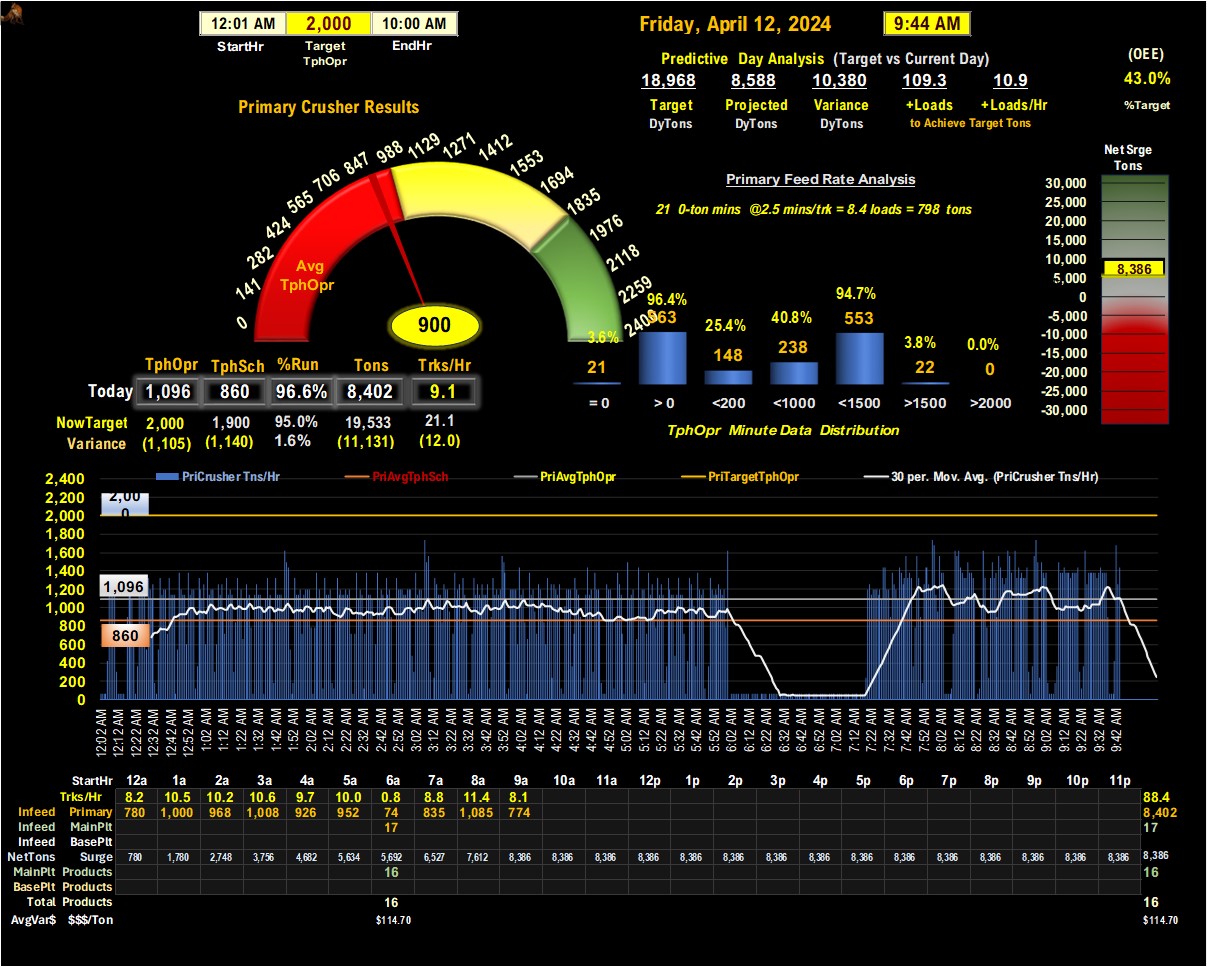 12:01 AM 2,000 10:00 AM
StartHr Target EndHr
TphOpr
Friday, April 12, 2024 9:44 AM
Predictive Day Analysis (Target vs Current Day)
18,968 8,588 10,380 109.3 10.9
Target Projected Variance +Loads +Loads/Hr
DyTons DyTons DyTons to Achieve Target Tons
(OEE)
43.0%
%Target
Primary Crusher Results
0 141 282 424 565 706 847 988 1129 1271 1412 1553 1694 1835 1976 2118 2259
Avg
TphOpr
900
Primary Feed Rate Analysis
21 0-ton mins @2.5 mins/trk = 8.4 loads = 798 tons
Net Srge
Tons
30,000
25,000
20,000
15,000
10,000
8,386
5,000
0
-5,000
-10,000
-15,000
-20,000
-25,000
-30,000
3.6% 96.4% 25.4% 40.8% 94.7% 3.8% 0.0%
21 563 148 238 553 22 0
= 0 > 0 <200 <1000 <1500 >1500 >2000
TphOpr Minute Data Distribution
TphOpr TphSch %Run Tons Trks/Hr
Today 1,096 860 96.6% 8,402 9.1
NowTarget 2,000 1,900 95.0% 19,533 21.1
Variance (1,105) (1,140) 1.6% (11,131) (12.0)
PriCrusher Tns/Hr PriAvgTphSch PriAvgTphOpr PriTargetTphOpr 30 per. Mov. Avg. (PriCrusher Tns/Hr)
2,400
2,200
2,000
1,800
1,600
1,400
1,200
1,000
800
600
400
200
0
2,00
0
1,096
860
12:02 AM 12:12 AM 12:22 AM 12:32 AM 12:42 AM 12:52 AM 1:02 AM 1:12 AM 1:22 AM 1:32 AM 1:42 AM 1:52 AM 2:02 AM 2:12 AM 2:22 AM 2:32 AM 2:42 AM 2:52 AM 3:02 AM 3:12 AM 3:22 AM 3:32 AM 3:42 AM 3:52 AM 4:02 AM 4:12 AM 4:22 AM 4:32 AM 4:42 AM 4:52 AM 5:02 AM 5:12 AM 5:22 AM 5:32 AM 5:42 AM 5:52 AM 6:02 AM 6:12 AM 6:22 AM 6:32 AM 6:42 AM 6:52 AM 7:02 AM 7:12 AM 7:22 AM 7:32 AM 7:42 AM 7:52 AM 8:02 AM 8:12 AM 8:22 AM 8:32 AM 8:42 AM 8:52 AM 9:02 AM 9:12 AM 9:22 AM 9:32 AM 9:42 AM
StartHr 12a 1a 2a 3a 4a 5a 6a 7a 8a 9a 10a 11a 12p 1p 2p 3p 4p 5p 6p 7p 8p 9p 10p 11p
Trks/Hr 8.2 10.5 10.2 10.6 9.7 10.0 0.8 8.8 11.4 8.1 88.4
Infeed Primary 780 1,000 968 1,008 926 952 74 835 1,085 774 8,402
Infeed MainPlt 17 17
Infeed BasePlt
NetTons Surge 780 1,780 2,748 3,756 4,682 5,634 5,692 6,527 7,612 8,386 8,386 8,386 8,386 8,386 8,386 8,386 8,386 8,386 8,386 8,386 8,386 8,386 8,386 8,386 8,386
MainPlt Products 16 16
BasePlt Products
Total Products 16 16
AvgVar$ $$$/Ton $114.70 $114.70